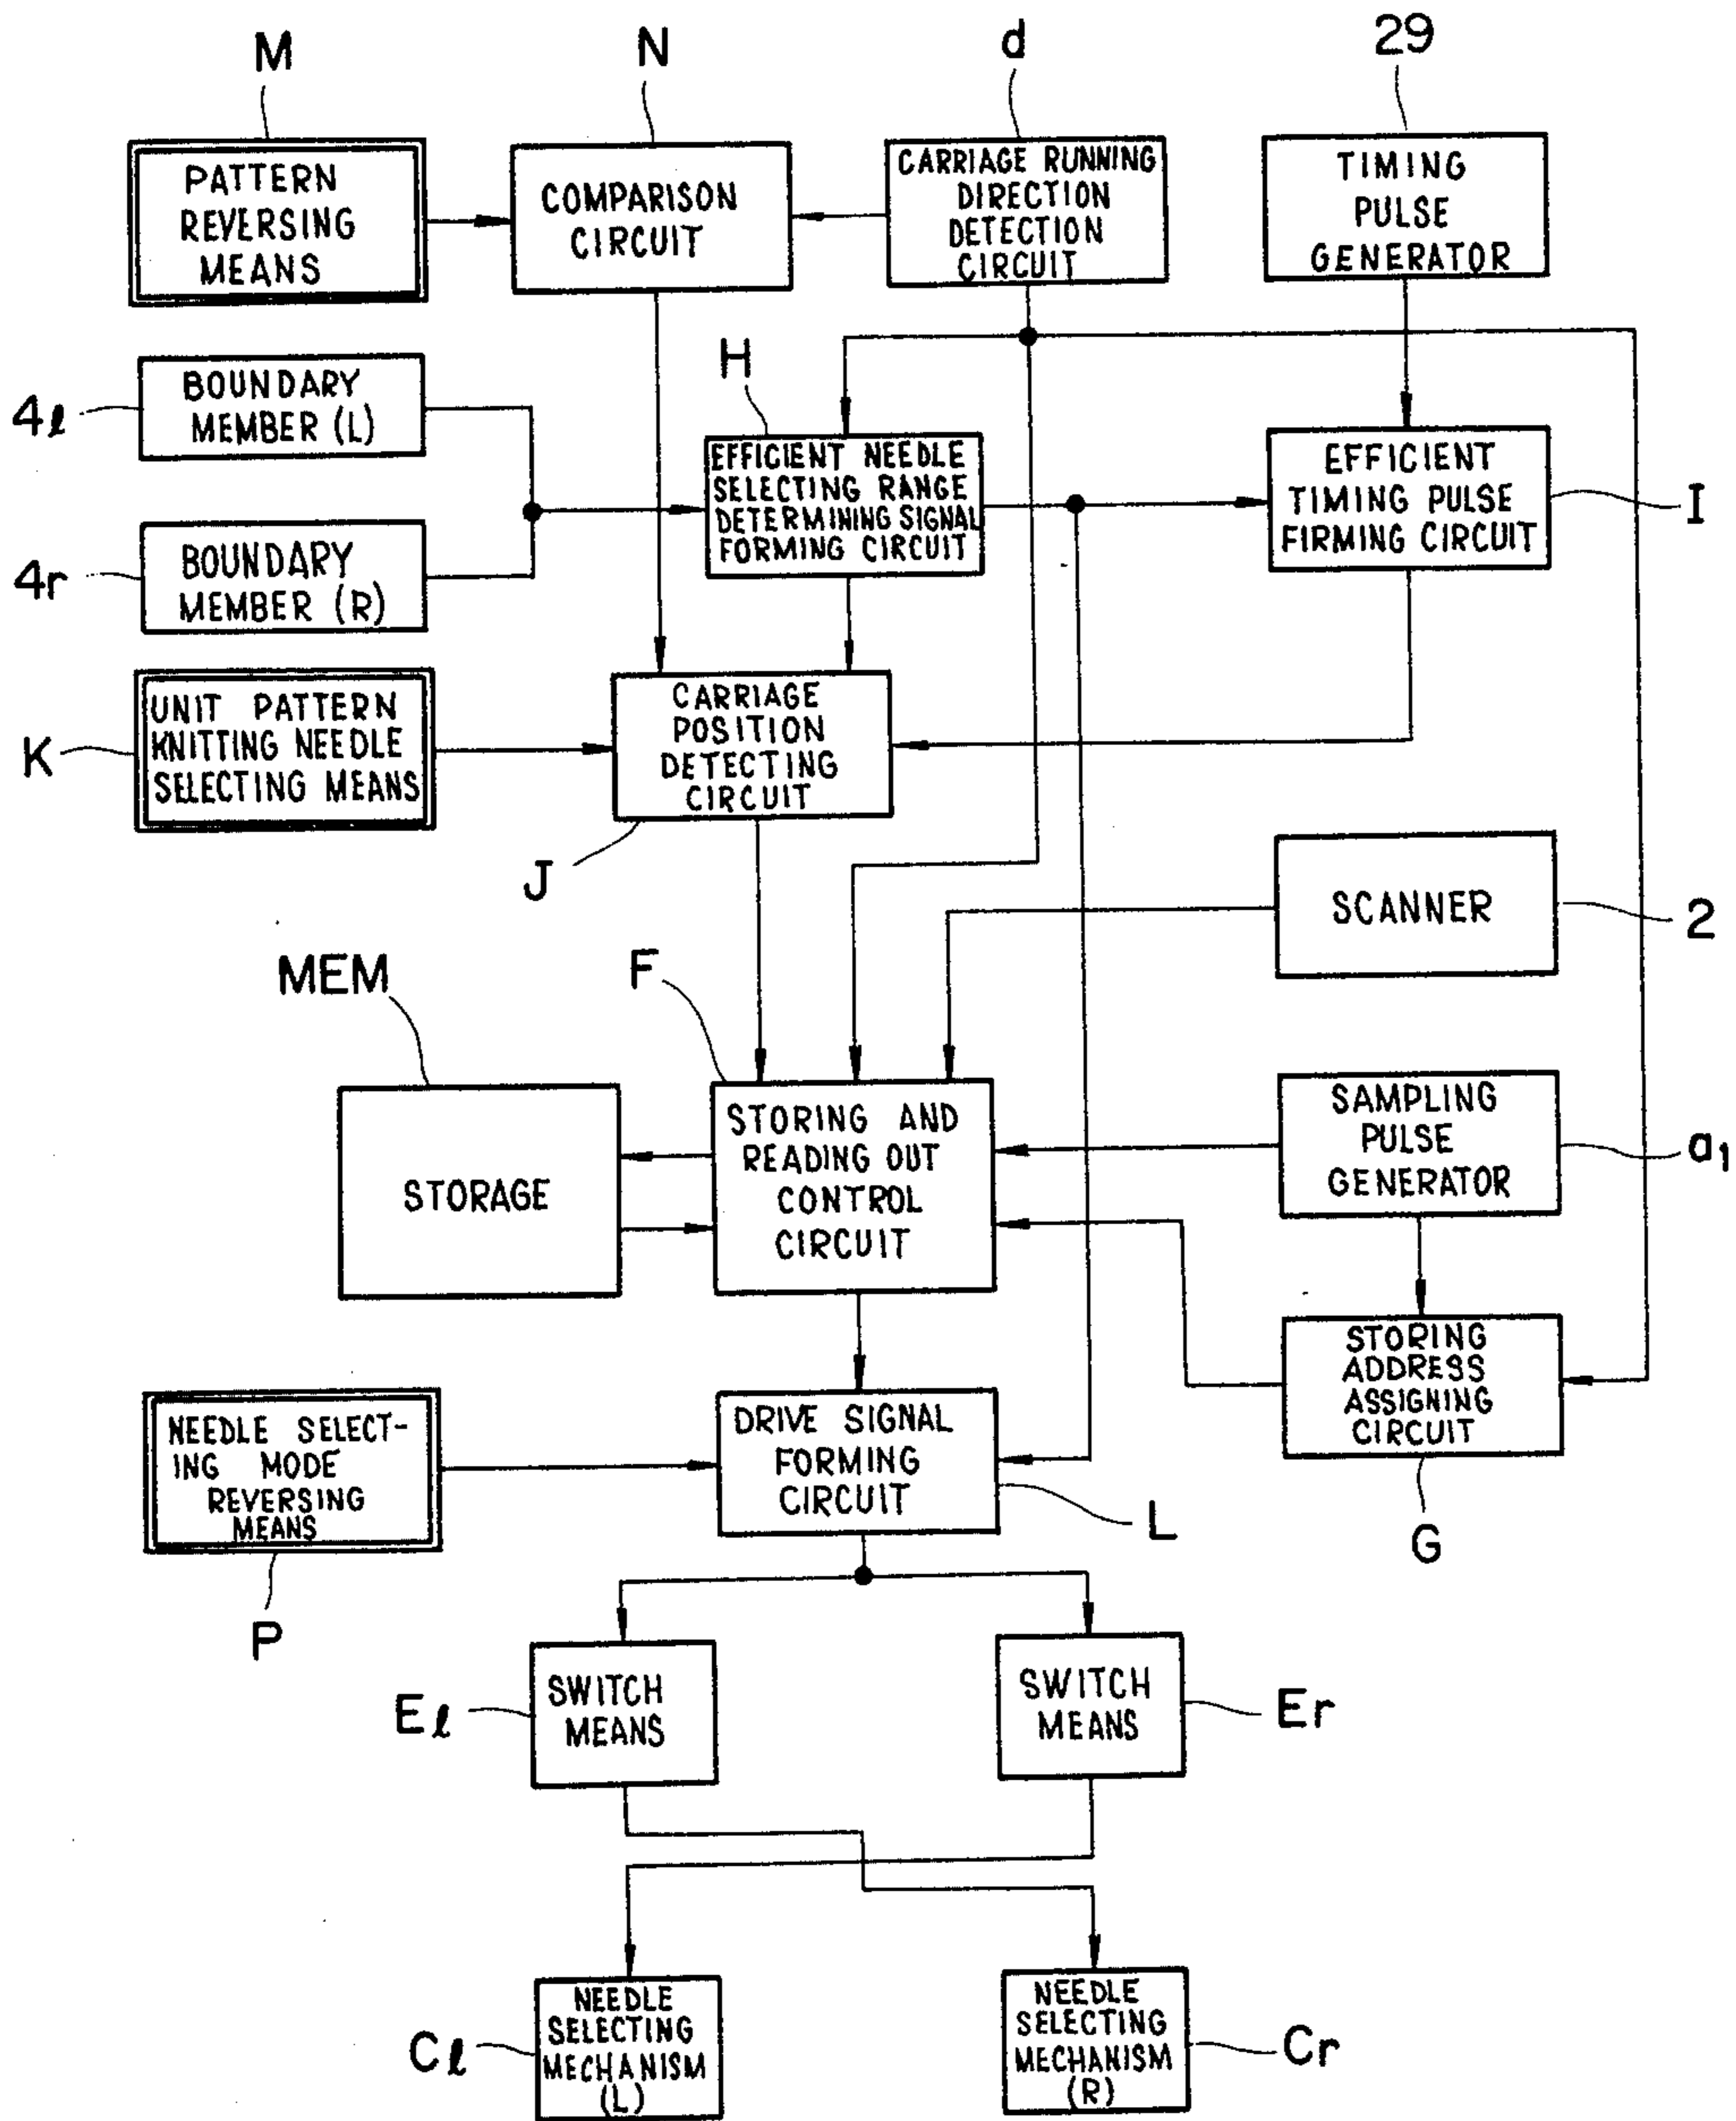 M
N
d
29
PATTERN
REVERSING
MEANS
COMPARISON
CIRCUIT
CARRIAGE RUNNING
DIRECTION
DETECTION
CIRCUIT
TIMING
PULSE
GENERATOR
4ℓ
BOUNDARY
MEMBER (L)
H
EFFICIENT NEEDLE
SELECTING RANGE
DETERMINING SIGNAL
FORMING CIRCUIT
EFFICIENT
TIMING PULSE
FIRMING CIRCUIT
I
4r
BOUNDARY
MEMBER (R)
K
UNIT PATTERN
KNITTING NEEDLE
SELECTING MEANS
CARRIAGE
POSITION
DETECTING
CIRCUIT
J
SCANNER
2
MEM
F
STORAGE
STORING AND
READING OUT
CONTROL
CIRCUIT
SAMPLING
PULSE
GENERATOR
a1
NEEDLE SELECT-
ING MODE
REVERSING
MEANS
P
DRIVE SIGNAL
FORMING
CIRCUIT
L
STORING
ADDRESS
ASSIGNING
CIRCUIT
G
Eℓ
SWITCH
MEANS
SWITCH
MEANS
Er
Cℓ
NEEDLE
SELECTING
MECHANISM
(L)
NEEDLE
SELECTING
MECHANISM
(R)
Cr